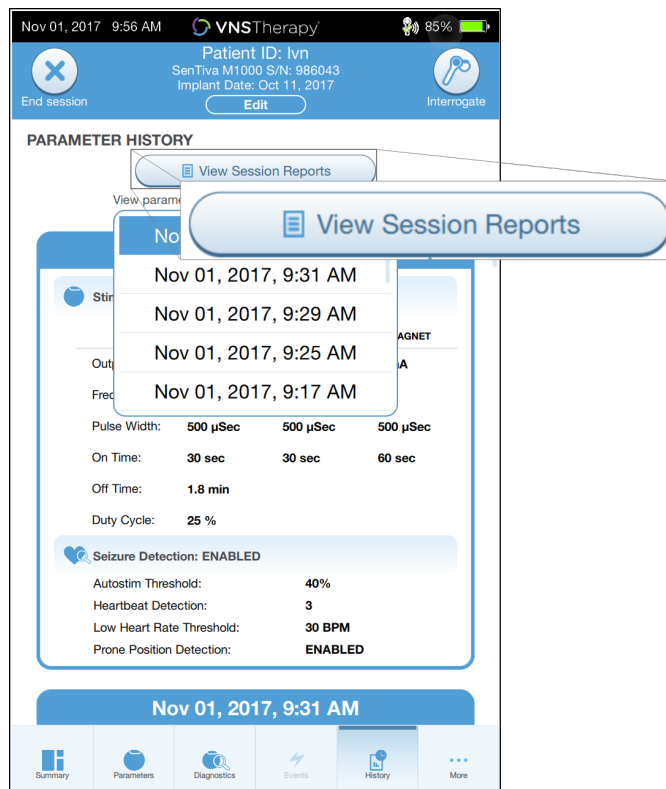 Nov 01, 2017 9:56 AM VNSTherapy 85%
Patient ID: lvn
SenTiva M1000 S/N: 986043
Implant Date: Oct 11, 2017
Edit
End session
Interrogate
PARAMETER HISTORY
View Session Reports
View
View Session Reports
Nov 01, 2017, 9:31 AM
Nov 01, 2017, 9:29 AM
Nov 01, 2017, 9:25 AM
Nov 01, 2017, 9:17 AM
Pulse Width: 500 µSec 500 µSec 500 µSec
On Time: 30 sec 30 sec 60 sec
Off Time: 1.8 min
Duty Cycle: 25 %
Seizure Detection: ENABLED
Autostim Threshold: 40%
Heartbeat Detection: 3
Low Heart Rate Threshold: 30 BPM
Prone Position Detection: ENABLED
Nov 01, 2017, 9:31 AM
Summary Parameters Diagnostics Events History More